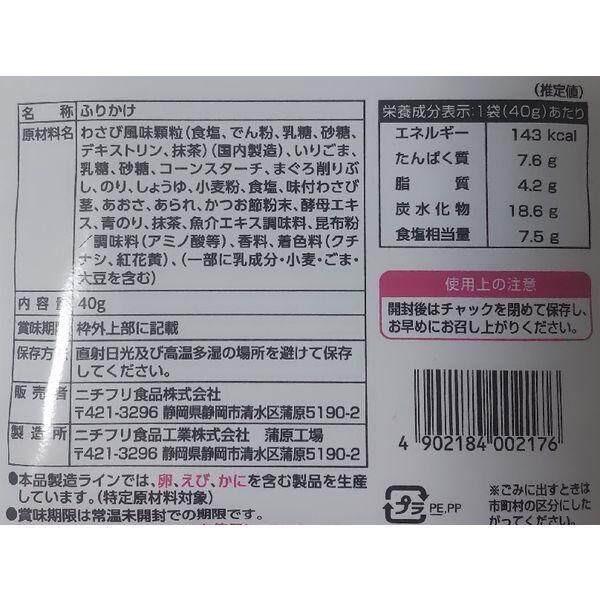 (推定値)
名称 ふりかけ
原材料名 わさび風味顆粒(食塩、でん粉、乳糖、砂糖、
デキストリン、抹茶)(国内製造)、いりごま、
乳糖、砂糖、コーンスターチ、まぐろ削りぶ
し、のり、しょうゆ、小麦粉、食塩、味付わさび
茎、あおさ、あられ、かつお節粉末、酵母エキ
ス、青のり、抹茶、魚介エキス調味料、昆布粉
/調味料(アミノ酸等)、香料、着色料(クチ
ナシ、紅花黄)、(一部に乳成分・小麦・ごま・
大豆を含む)
内容量 40g
賞味期限 枠外上部に記載
保存方法 直射日光及び高温多湿の場所を避けて保存
してください。
販売者 ニチフリ食品株式会社
〒421-3296 静岡県静岡市清水区蒲原5190-2
製造所 ニチフリ食品工業株式会社 蒲原工場
〒421-3296 静岡県静岡市清水区蒲原5190-2
●本品製造ラインでは、卵、えび、かにを含む製品を生産
しています。(特定原材料対象)
●賞味期限は常温未開封での期限です。
栄養成分表示:1袋(40g)あたり
エネルギー 143 kcal
たんぱく質 7.6 g
脂質 4.2 g
炭水化物 18.6 g
食塩相当量 7.5 g
使用上の注意
開封後はチャックを閉めて保存し、
お早めにお召し上がりください。
4 902184 002176
プラ PE,PP
※ごみに出すときは
市町村の区分にした
がってください